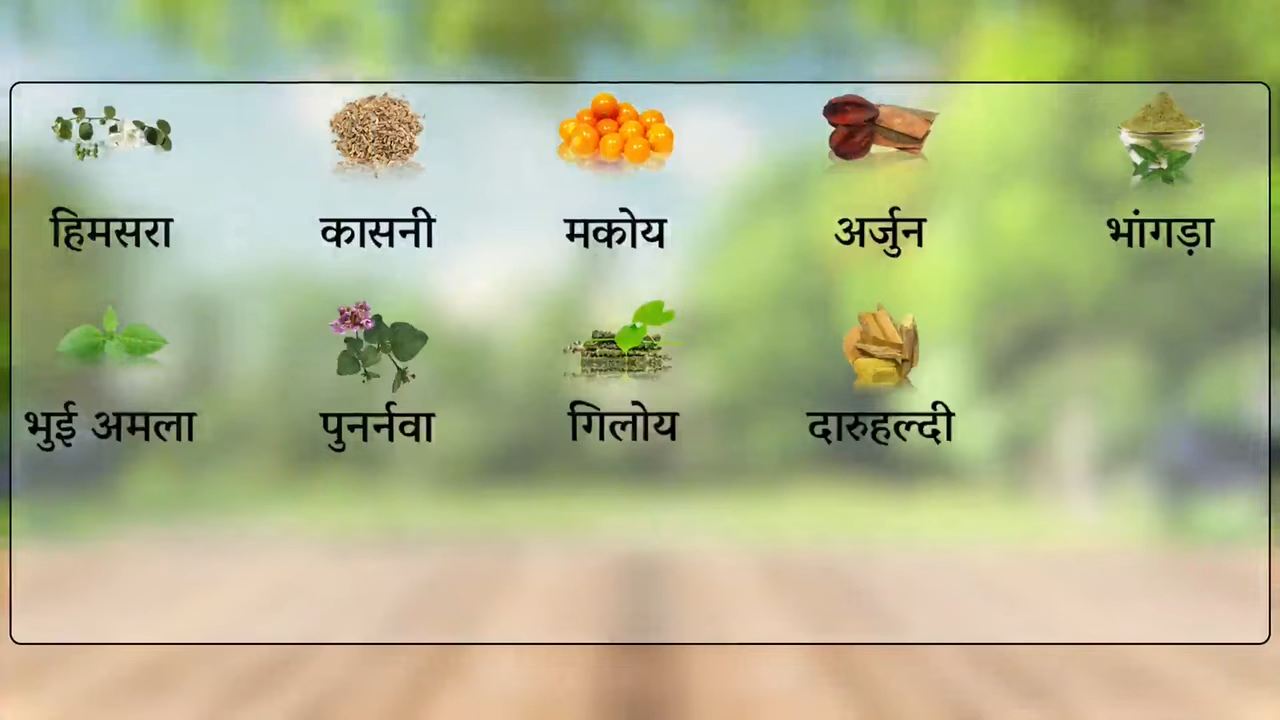 हिमसरा कासनी मकोय अर्जुन भांगड़ा
भुई अमला पुनर्नवा गिलोय दारुहल्दी